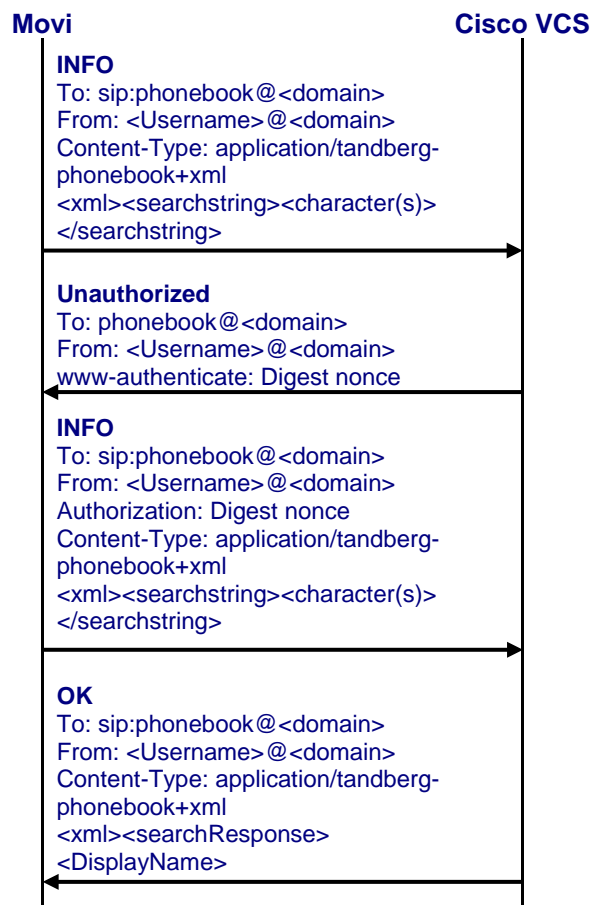 Movi
Cisco VCS
INFO
To: sip:phonebook@<domain>
From: <Username>@<domain>
Content-Type: application/tandberg-
phonebook+xml
<xml><searchstring><character(s)>
</searchstring>
Unauthorized
To: phonebook@<domain>
From: <Username>@<domain>
www-authenticate: Digest nonce
INFO
To: sip:phonebook@<domain>
From: <Username>@<domain>
Authorization: Digest nonce
Content-Type: application/tandberg-
phonebook+xml
<xml><searchstring><character(s)>
</searchstring>
OK
To: sip:phonebook@<domain>
From: <Username>@<domain>
Content-Type: application/tandberg-
phonebook+xml
<xml><searchResponse>
<DisplayName>